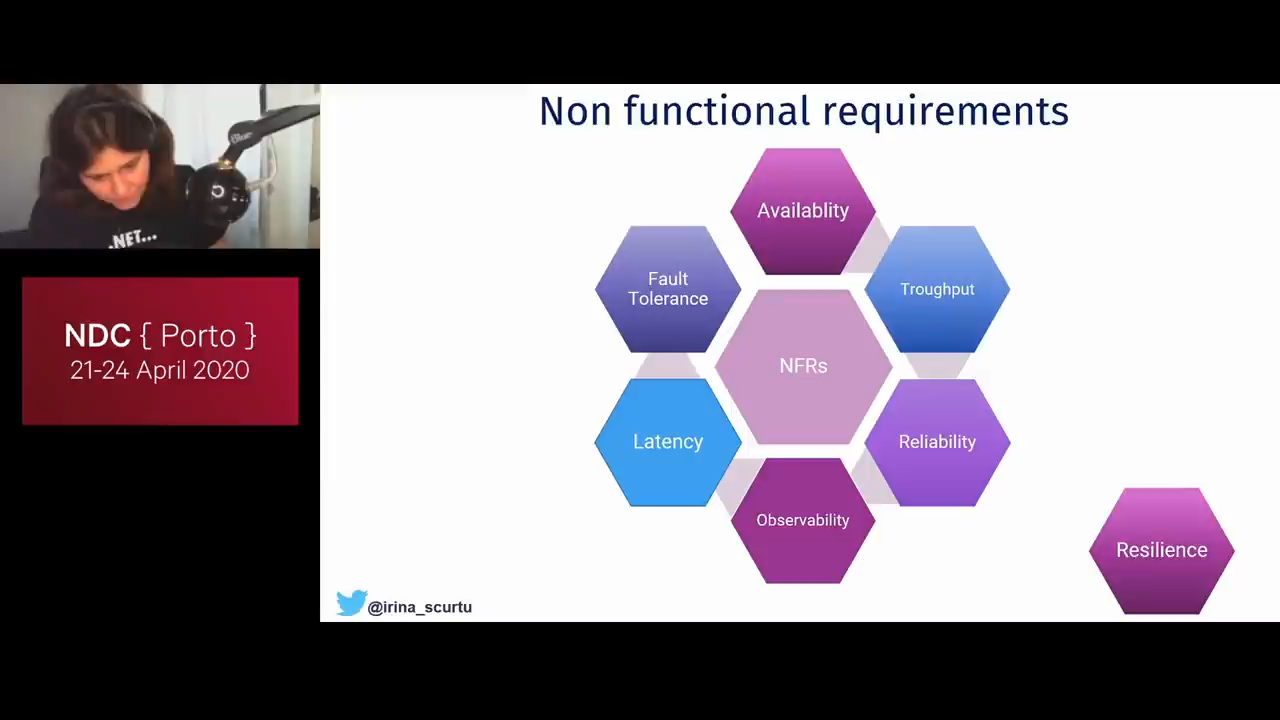 Non functional requirements
Availablity
Fault
Tolerance
Troughput
NFRs
Latency
Reliability
Observability
Resilience
@irina_scurtu
.NET...
NDC { Porto }
21-24 April 2020